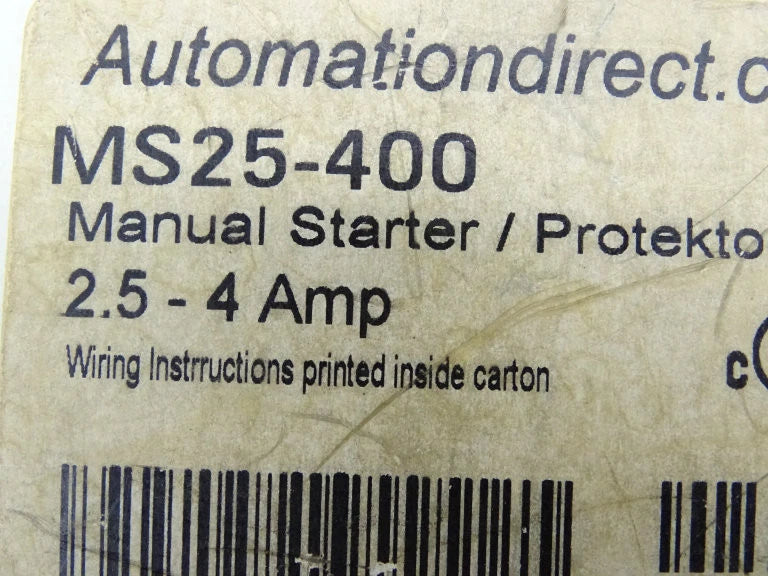 Automationdirect.c
MS25-400
Manual Starter / Protekto
2.5 - 4 Amp
Wiring Instrructions printed inside carton
c